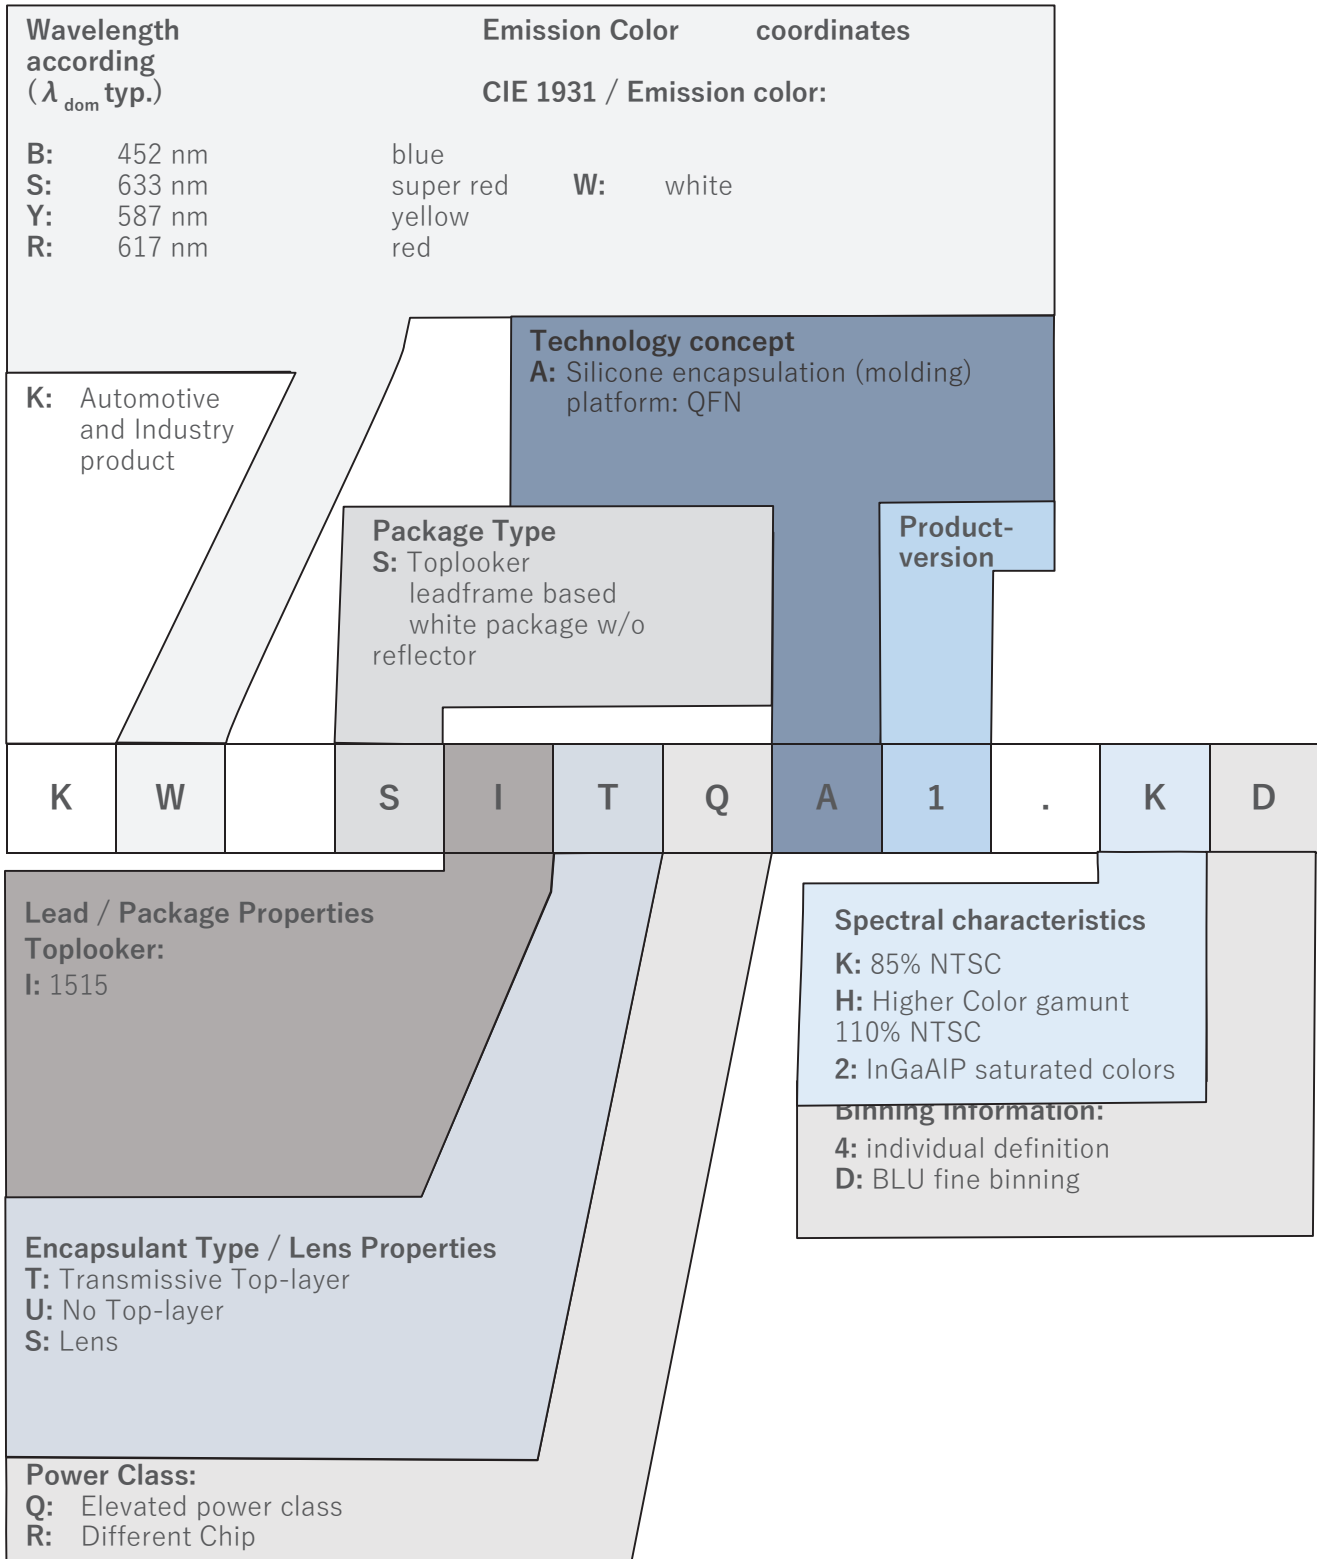 Wavelength
according
(λ dom typ.)
Emission Color coordinates
CIE 1931 / Emission color:
B: 452 nm blue
S: 633 nm super red W: white
Y: 587 nm yellow
R: 617 nm red
Technology concept
A: Silicone encapsulation (molding)
platform: QFN
K: Automotive
and Industry
product
Package Type
S: Toplooker
leadframe based
white package w/o
reflector
Product-
version
K W S I T Q A 1 . K D
Lead / Package Properties
Toplooker:
I: 1515
Spectral characteristics
K: 85% NTSC
H: Higher Color gamunt
110% NTSC
2: InGaAlP saturated colors
Binning Information:
4: individual definition
D: BLU fine binning
Encapsulant Type / Lens Properties
T: Transmissive Top-layer
U: No Top-layer
S: Lens
Power Class:
Q: Elevated power class
R: Different Chip